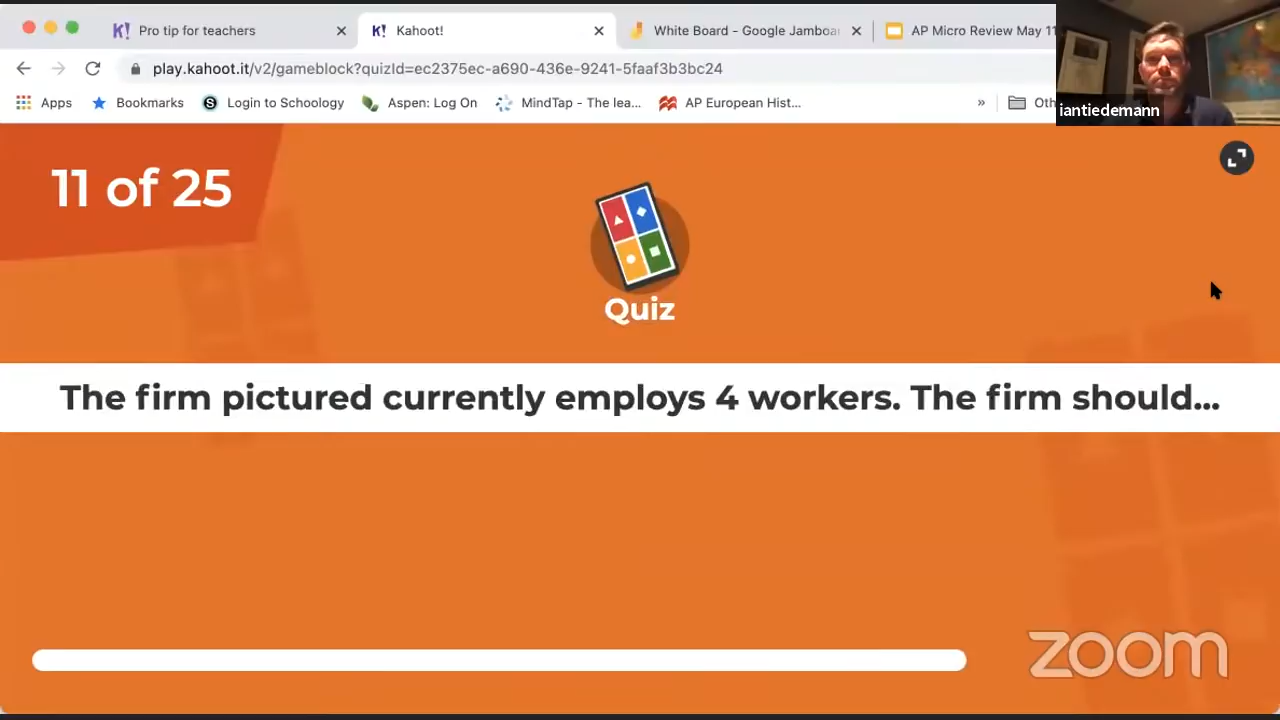 Pro tip for teachers
K! Kahoot!
White Board - Google Jamboa
AP Micro Review May 11
play.kahoot.it/v2/gameblock?quizId=ec2375ec-a690-436e-9241-5faaf3b3bc24
Apps Bookmarks Login to Schoology Aspen: Log On MindTap - The lea... AP European Hist... » Oth
iantiedemann
11 of 25
Quiz
The firm pictured currently employs 4 workers. The firm should...
zoom